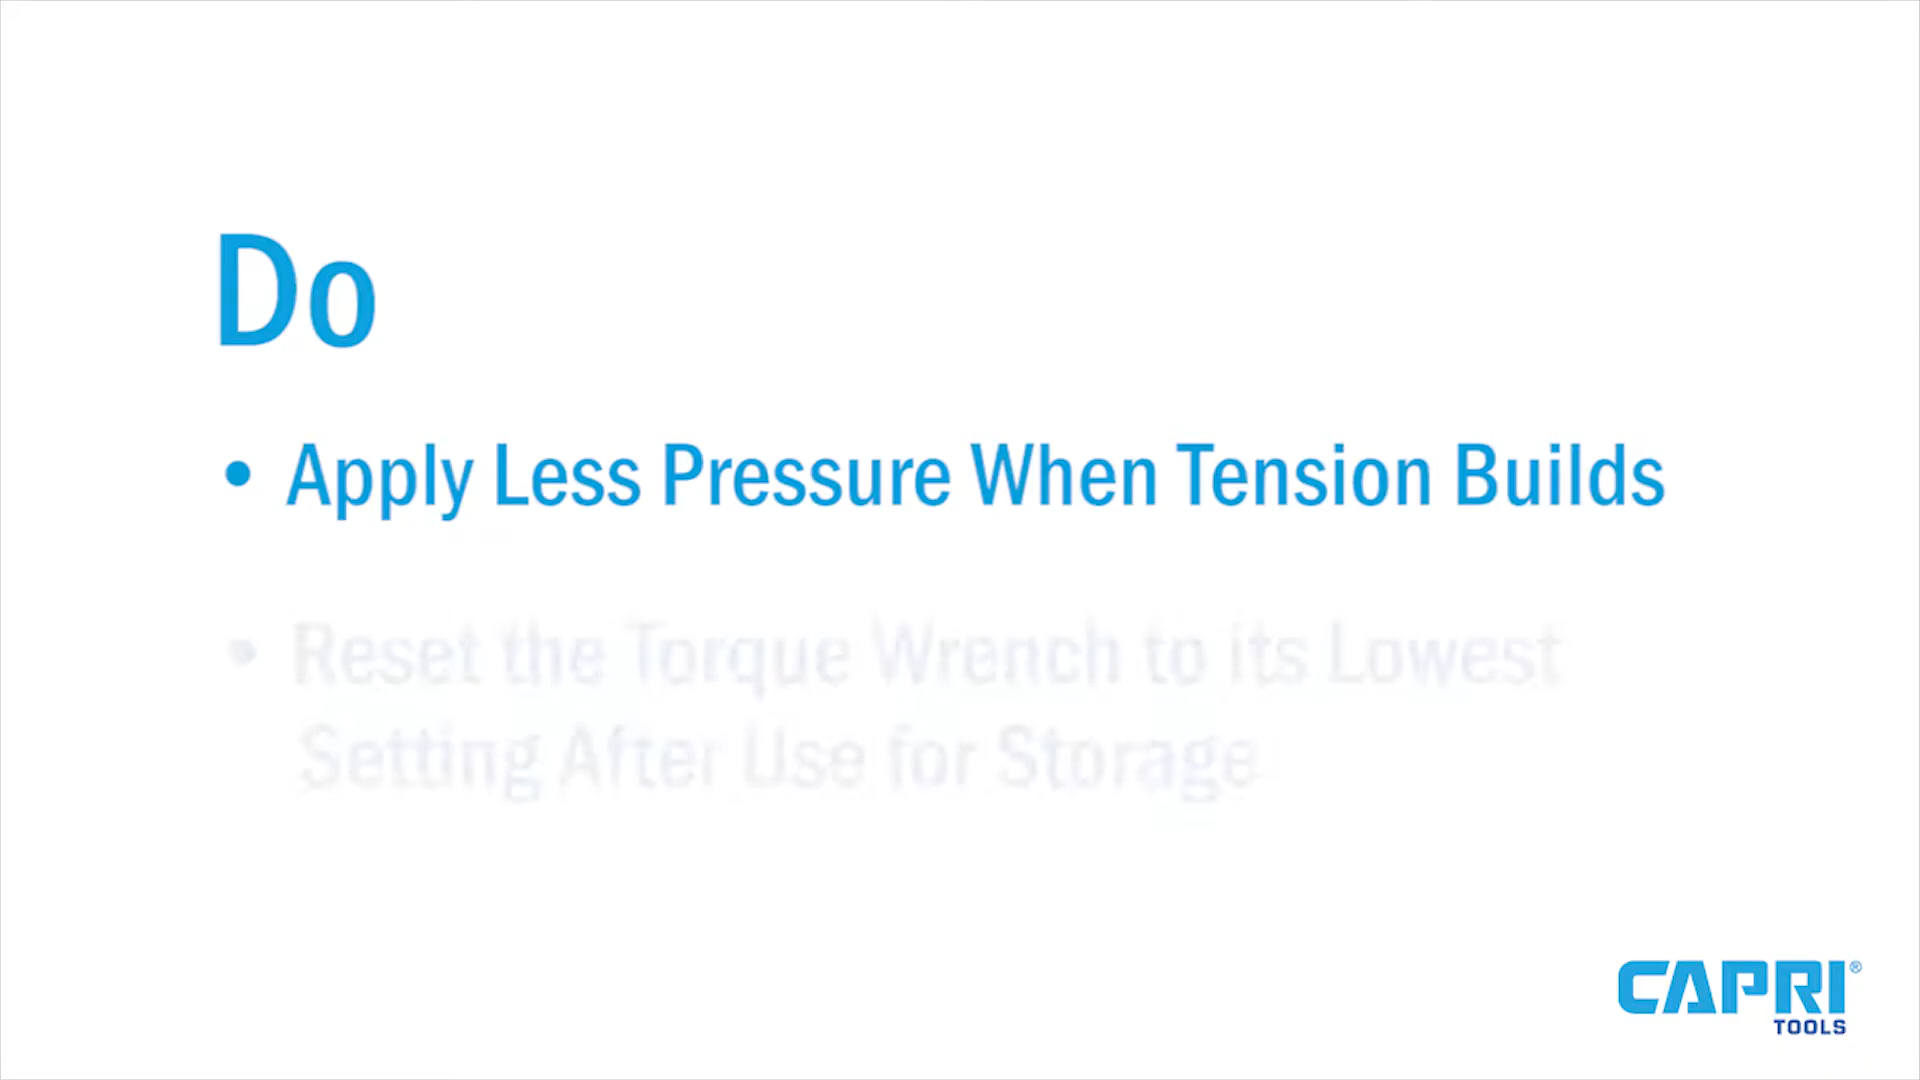 Do
• Apply Less Pressure When Tension Builds
• Reset the Torque Wrench to its Lowest
Setting After Use for Storage
CAPRI®
TOOLS